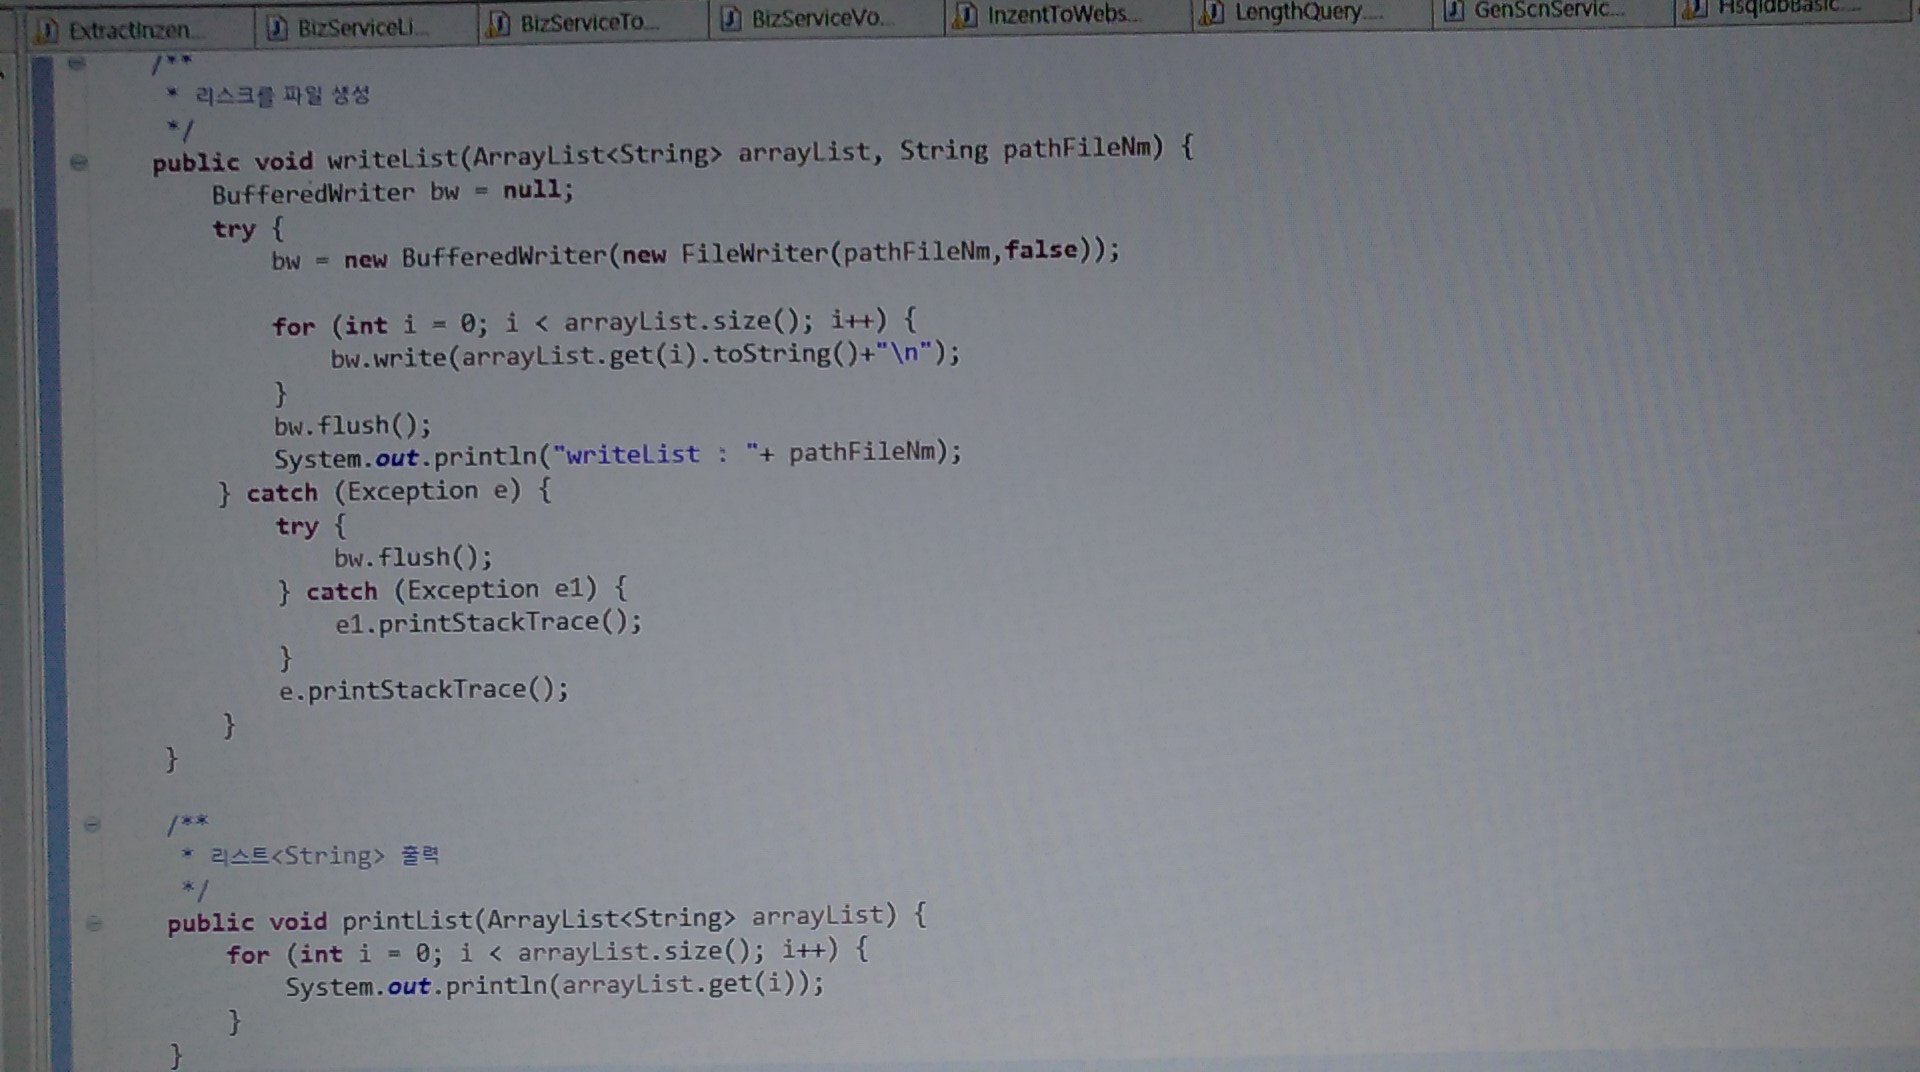 ExtractInzen...
BizServiceLi...
BizServiceTo...
BizServiceVo...
InzentToWebs...
LengthQuery....
GenScnServic...
HsqldbBasic....
/**
* 리스크를 파일 생성
*/
public void writeList(ArrayList<String> arrayList, String pathFileNm) {
BufferedWriter bw = null;
try {
bw = new BufferedWriter(new FileWriter(pathFileNm,false));
for (int i = 0; i < arrayList.size(); i++) {
bw.write(arrayList.get(i).toString()+"\n");
}
bw.flush();
System.out.println("writeList : "+ pathFileNm);
} catch (Exception e) {
try {
bw.flush();
} catch (Exception e1) {
e1.printStackTrace();
}
e.printStackTrace();
}
}
/**
* 리스트<String> 출력
*/
public void printList(ArrayList<String> arrayList) {
for (int i = 0; i < arrayList.size(); i++) {
System.out.println(arrayList.get(i));
}
}